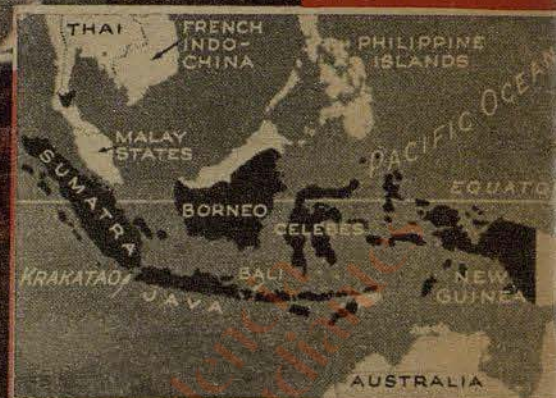 THAI
FRENCH
INDO-
CHINA
PHILIPPINE
ISLANDS
PACIFIC OCEAN
MALAY
STATES
SUMATRA
EQUATO
BORNEO
CELEBES
KRAKATAO
BALI
JAVA
NEW
GUINEA
AUSTRALIA